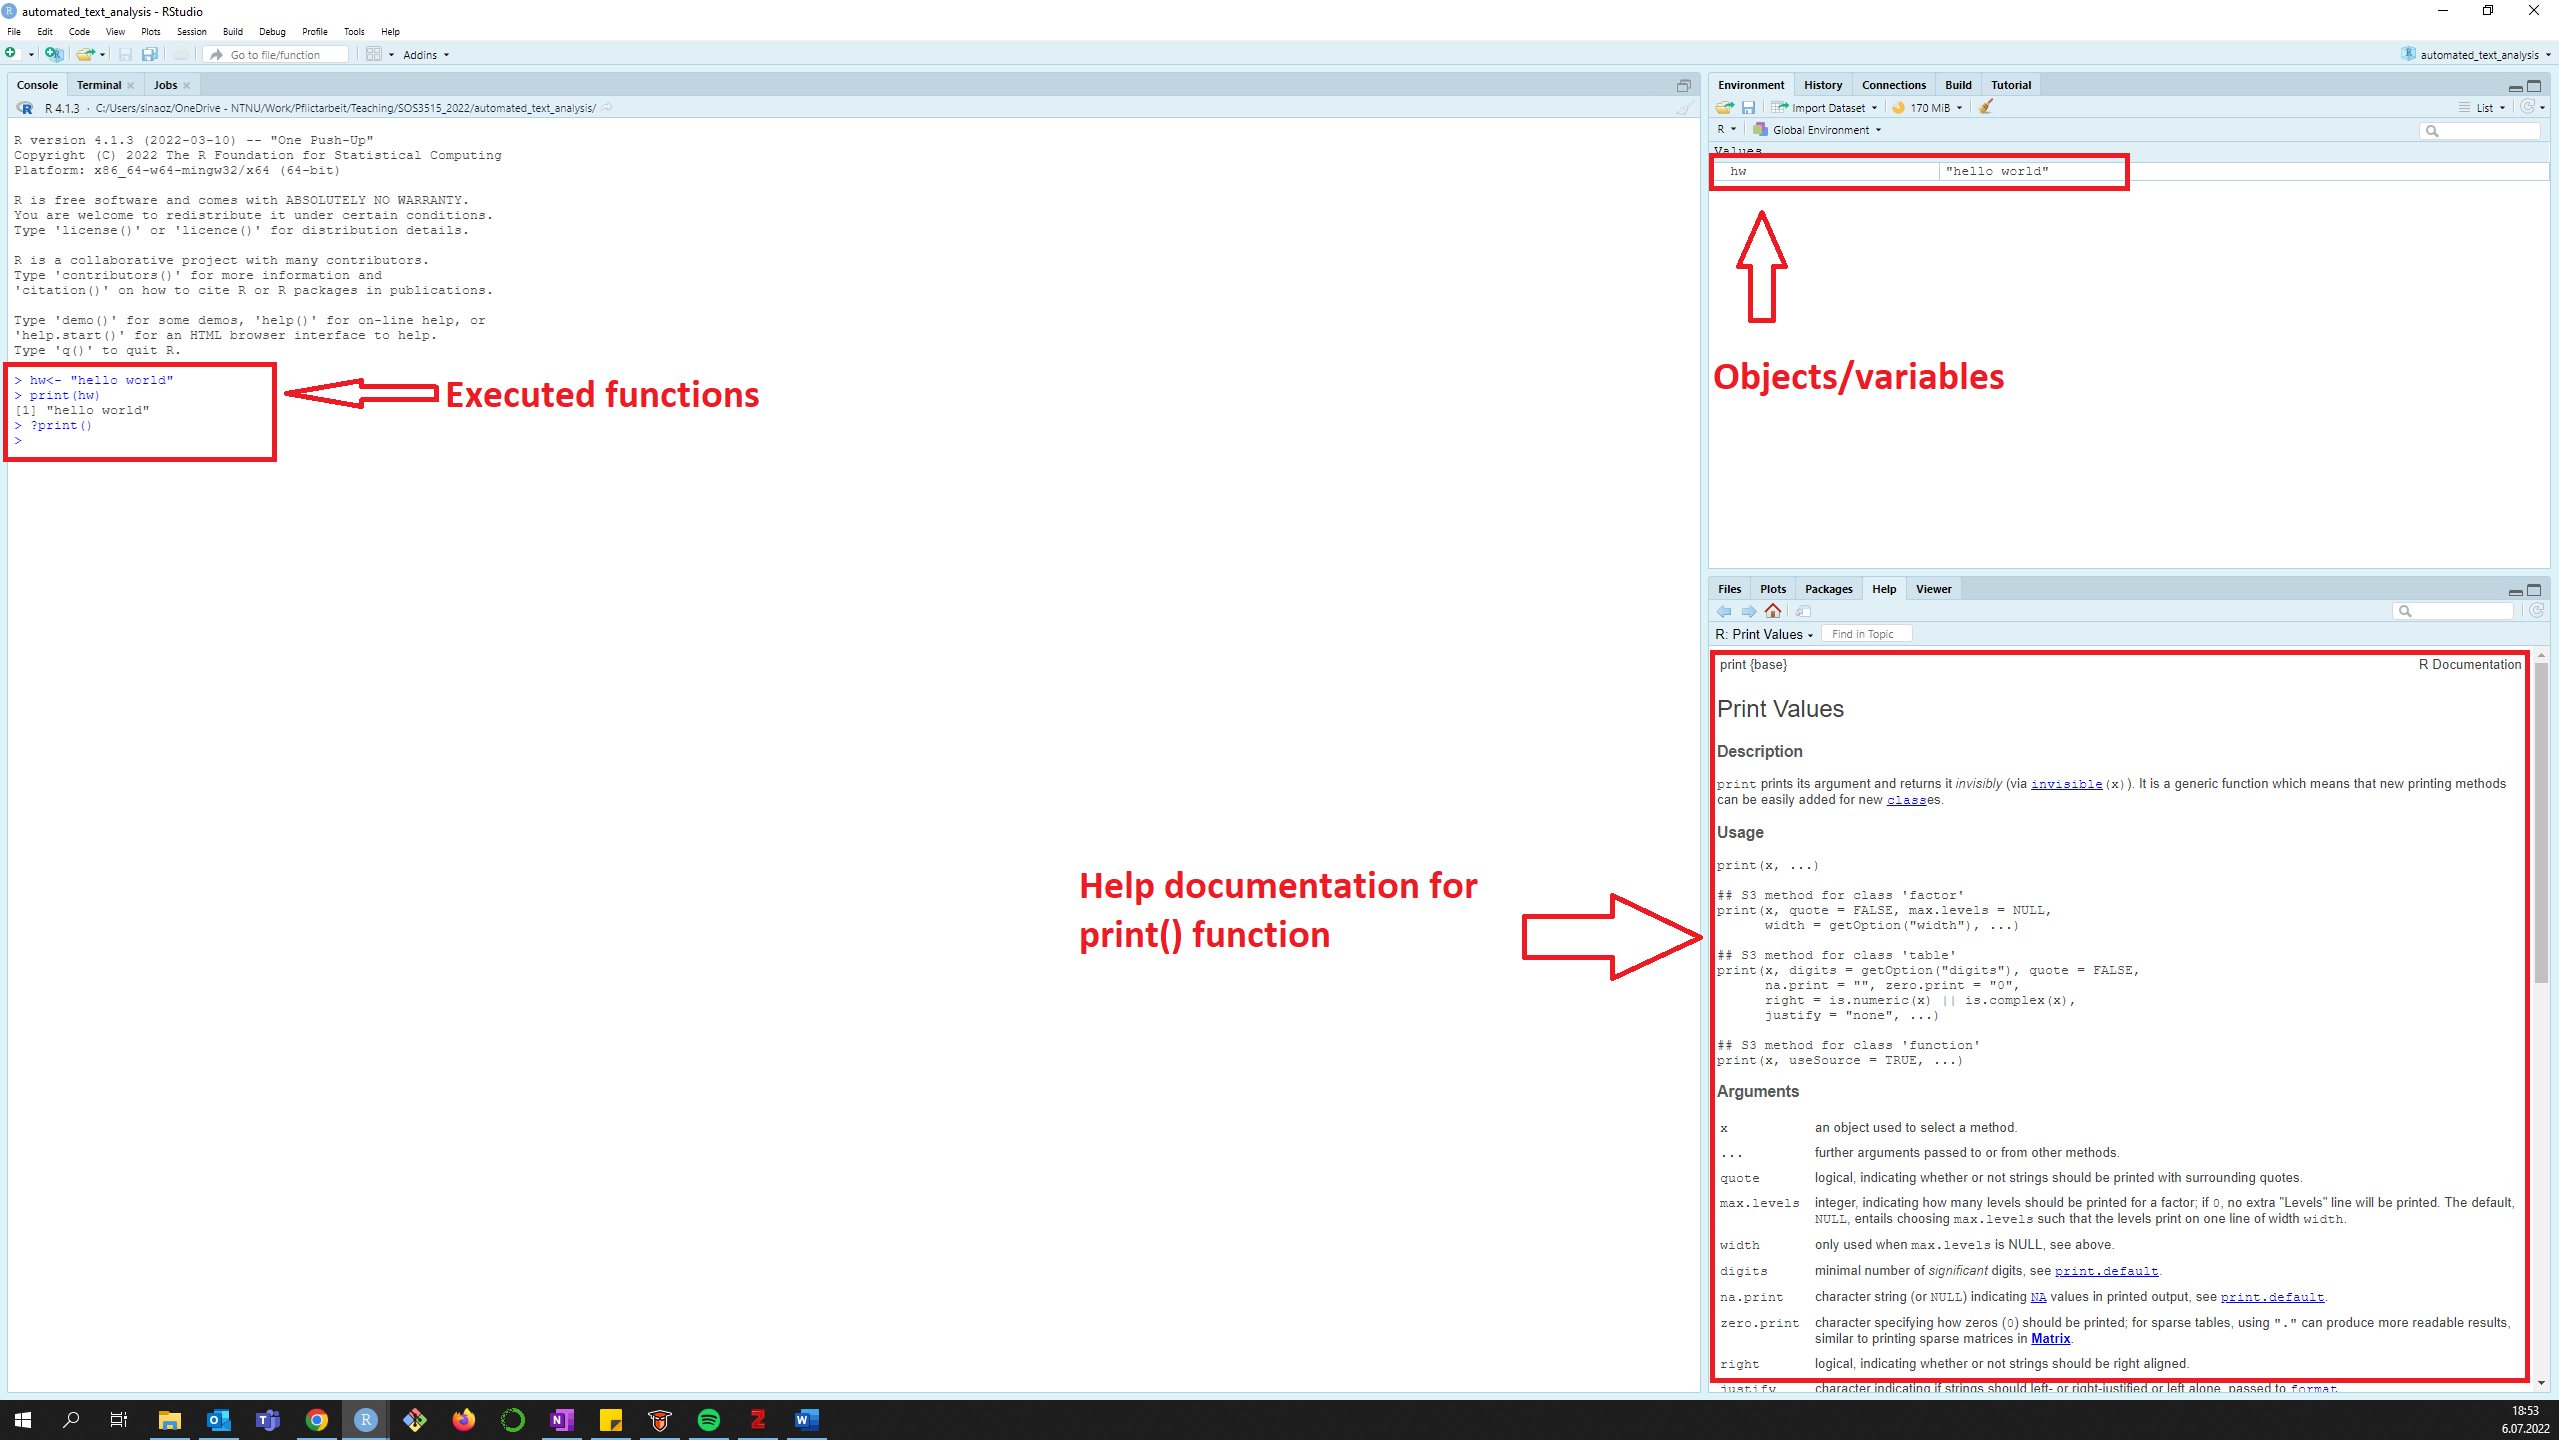 automated_text_analysis - RStudio
File Edit Code View Plots Session Build Debug Profile Tools Help
Go to file/function Addins
automated_text_analysis
Console Terminal Jobs
R 4.1.3 · C:/Users/sinaoz/OneDrive - NTNU/Work/Pflictarbeit/Teaching/SOS3515_2022/automated_text_analysis/
R version 4.1.3 (2022-03-10) -- "One Push-Up"
Copyright (C) 2022 The R Foundation for Statistical Computing
Platform: x86_64-w64-mingw32/x64 (64-bit)
R is free software and comes with ABSOLUTELY NO WARRANTY.
You are welcome to redistribute it under certain conditions.
Type 'license()' or 'licence()' for distribution details.
R is a collaborative project with many contributors.
Type 'contributors()' for more information and
'citation()' on how to cite R or R packages in publications.
Type 'demo()' for some demos, 'help()' for on-line help, or
'help.start()' for an HTML browser interface to help.
Type 'q()' to quit R.
> hw<- "hello world"
> print(hw)
[1] "hello world"
> ?print()
>
Executed functions
Help documentation for
print() function
Environment History Connections Build Tutorial
Import Dataset 170 MiB List
R Global Environment
Values
hw "hello world"
Objects/variables
Files Plots Packages Help Viewer
R: Print Values Find in Topic
print {base} R Documentation
Print Values
Description
print prints its argument and returns it invisibly (via invisible(x)). It is a generic function which means that new printing methods
can be easily added for new classes.
Usage
print(x, ...)
## S3 method for class 'factor'
print(x, quote = FALSE, max.levels = NULL,
width = getOption("width"), ...)
## S3 method for class 'table'
print(x, digits = getOption("digits"), quote = FALSE,
na.print = "", zero.print = "0",
right = is.numeric(x) || is.complex(x),
justify = "none", ...)
## S3 method for class 'function'
print(x, useSource = TRUE, ...)
Arguments
x an object used to select a method.
... further arguments passed to or from other methods.
quote logical, indicating whether or not strings should be printed with surrounding quotes.
max.levels integer, indicating how many levels should be printed for a factor; if 0, no extra "Levels" line will be printed. The default,
NULL, entails choosing max.levels such that the levels print on one line of width width.
width only used when max.levels is NULL, see above.
digits minimal number of significant digits, see print.default.
na.print character string (or NULL) indicating NA values in printed output, see print.default.
zero.print character specifying how zeros (0) should be printed; for sparse tables, using "." can produce more readable results,
similar to printing sparse matrices in Matrix.
right logical, indicating whether or not strings should be right aligned.
justify character indicating if strings should left- or right-justified or left alone, passed to format
18:53
6.07.2022